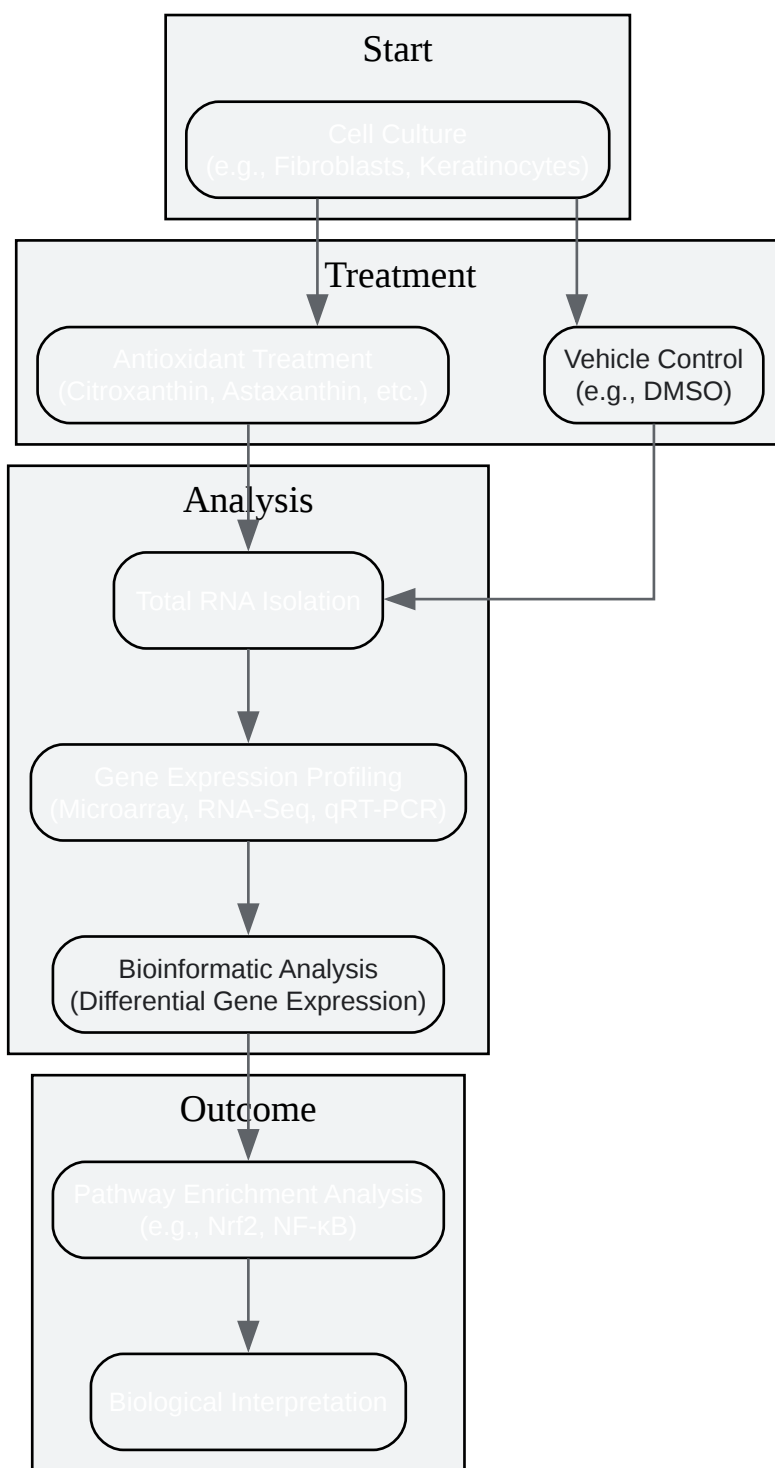 Start
Cell Culture
(e.g., Fibroblasts, Keratinocytes)
Treatment
Antioxidant Treatment
(Citroxanthin, Astaxanthin, etc.)
Vehicle Control
(e.g., DMSO)
Analysis
Total RNA Isolation
Gene Expression Profiling
(Microarray, RNA-Seq, qRT-PCR)
Bioinformatic Analysis
(Differential Gene Expression)
Outcome
Pathway Enrichment Analysis
(e.g., Nrf2, NF-κB)
Biological Interpretation